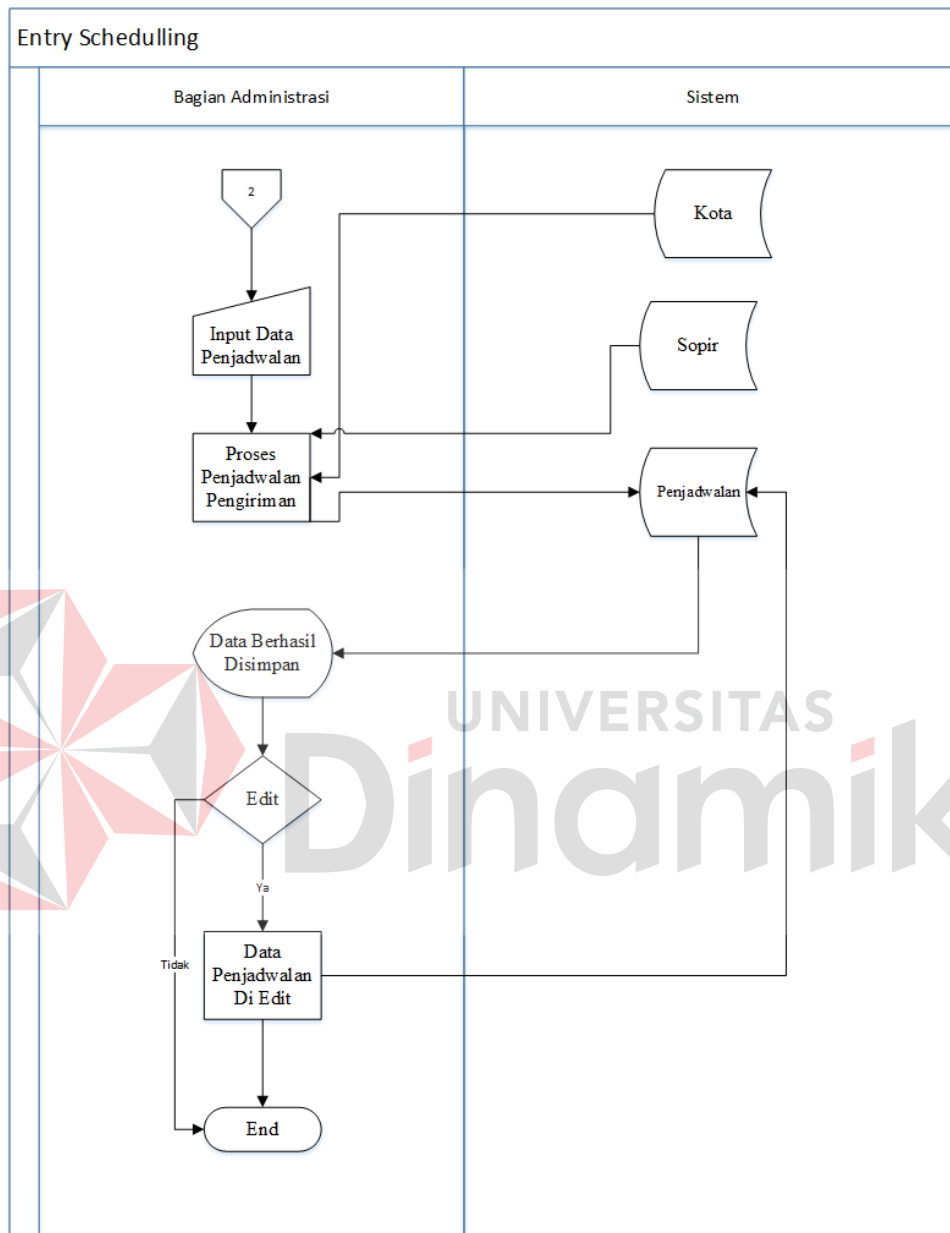 Entry Schedulling
Bagian Administrasi
Sistem
2
Kota
Input Data
Penjadwalan
Sopir
Proses
Penjadwalan
Pengiriman
Penjadwalan
Data Berhasil
Disimpan
UNIVERSITAS
Dinamik
Edit
Ya
Tidak
Data
Penjadwalan
Di Edit
End